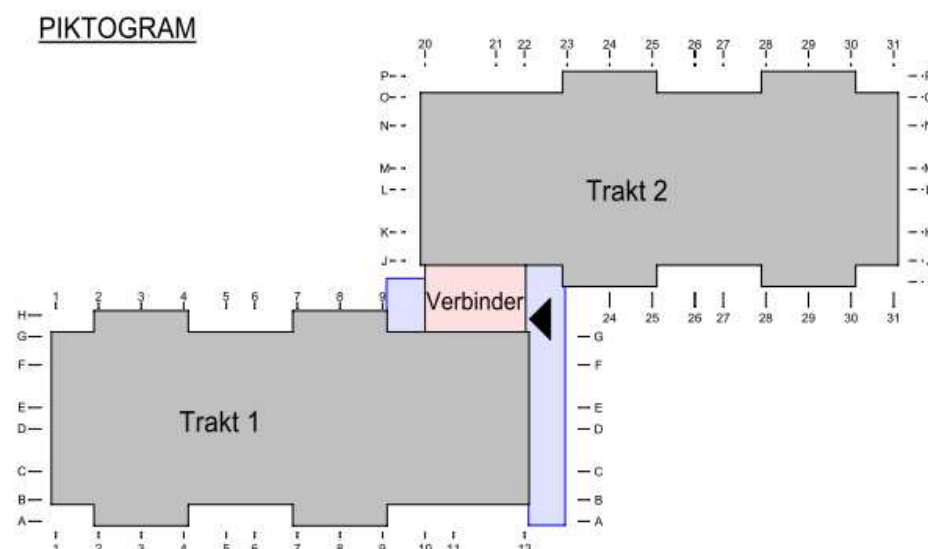 PIKTOGRAM
20 21 22 23 24 25 26 27 28 29 30 31
P
O
N
M
L
K
J
Trakt 2
Verbinder
1 2 3 4 5 6 7 8 9
24 25 26 27 28 29 30 31
H
G G
F F
E E
D D
C C
B B
A A
Trakt 1
1 2 3 4 5 6 7 8 9 10 11 12